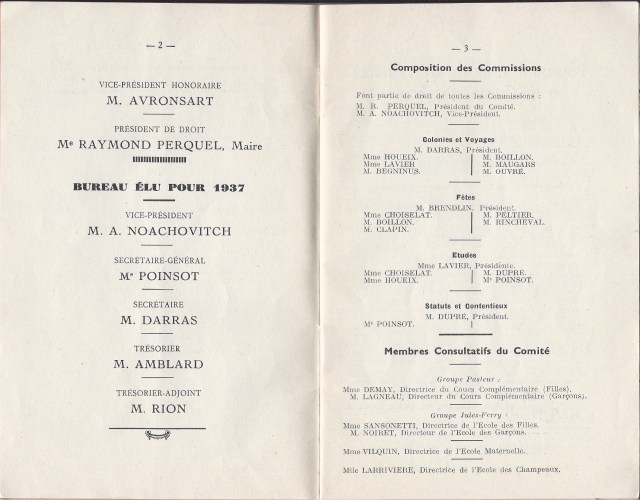 — 2 —
VICE-PRÉSIDENT HONORAIRE
M. AVRONSART
PRÉSIDENT DE DROIT
Me RAYMOND PERQUEL, Maire
BUREAU ÉLU POUR 1937
VICE-PRÉSIDENT
M. A. NOACHOVITCH
SECRÉTAIRE-GÉNÉRAL
Me POINSOT
SECRÉTAIRE
M. DARRAS
TRÉSORIER
M. AMBLARD
TRÉSORIER-ADJOINT
M. RION
— 3 —
Composition des Commissions
Font partie de droit de toutes les Commissions :
M. R. PERQUEL, Président du Comité.
M. A. NOACHOVITCH, Vice-Président.
Colonies et Voyages
M. DARRAS, Président.
Mme HOUEIX. M. BOILLON.
Mme LAVIER M. MAUGARS
M. BEGNINUS. M. OUVRÉ.
Fêtes
M. BRENDLIN. Président.
Mme CHOISELAT. M. PELTIER.
M. BOILLON. M. RINCHEVAL.
M. CLAPIN.
Etudes
Mme LAVIER, Présidente.
Mme CHOISELAT. M. DUPRE.
Mme HOUEIX. Me POINSOT.
Statuts et Contentieux
M. DUPRÉ, Président.
Me POINSOT.
Membres Consultatifs du Comité
Groupe Pasteur :
Mme DEMAY, Directrice du Cours Complémentaire (Filles).
M. LAGNEAU, Directeur du Cours Complémentaire (Garçons).
Groupe Jules-Ferry :
Mme SANSONETTI, Directrice de l'Ecole des Filles.
M. NOIRET, Directeur de l'Ecole des Garçons.
Mme VILQUIN, Directrice de l'Ecole Maternelle.
Mlle LARRIVIÈRE, Directrice de l'Ecole des Champeaux.